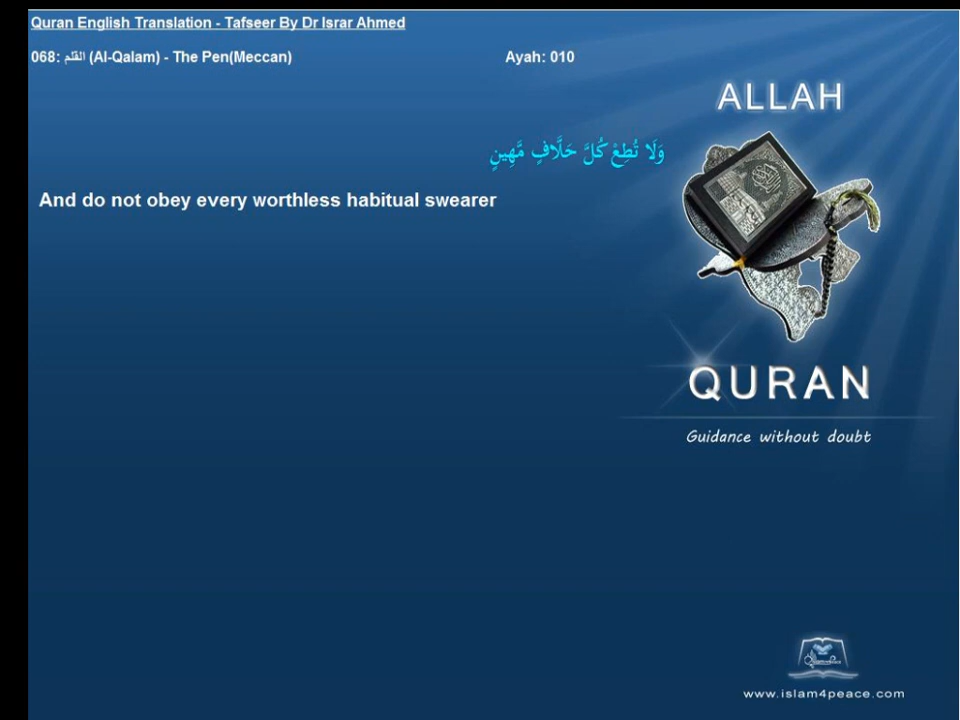 Quran English Translation - Tafseer By Dr Israr Ahmed
068: القلم (Al-Qalam) - The Pen(Meccan) Ayah: 010
ALLAH
وَلَا تُطِعْ كُلَّ حَلَّافٍ مَّهِينٍ
And do not obey every worthless habitual swearer
QURAN
Guidance without doubt
www.islam4peace.com